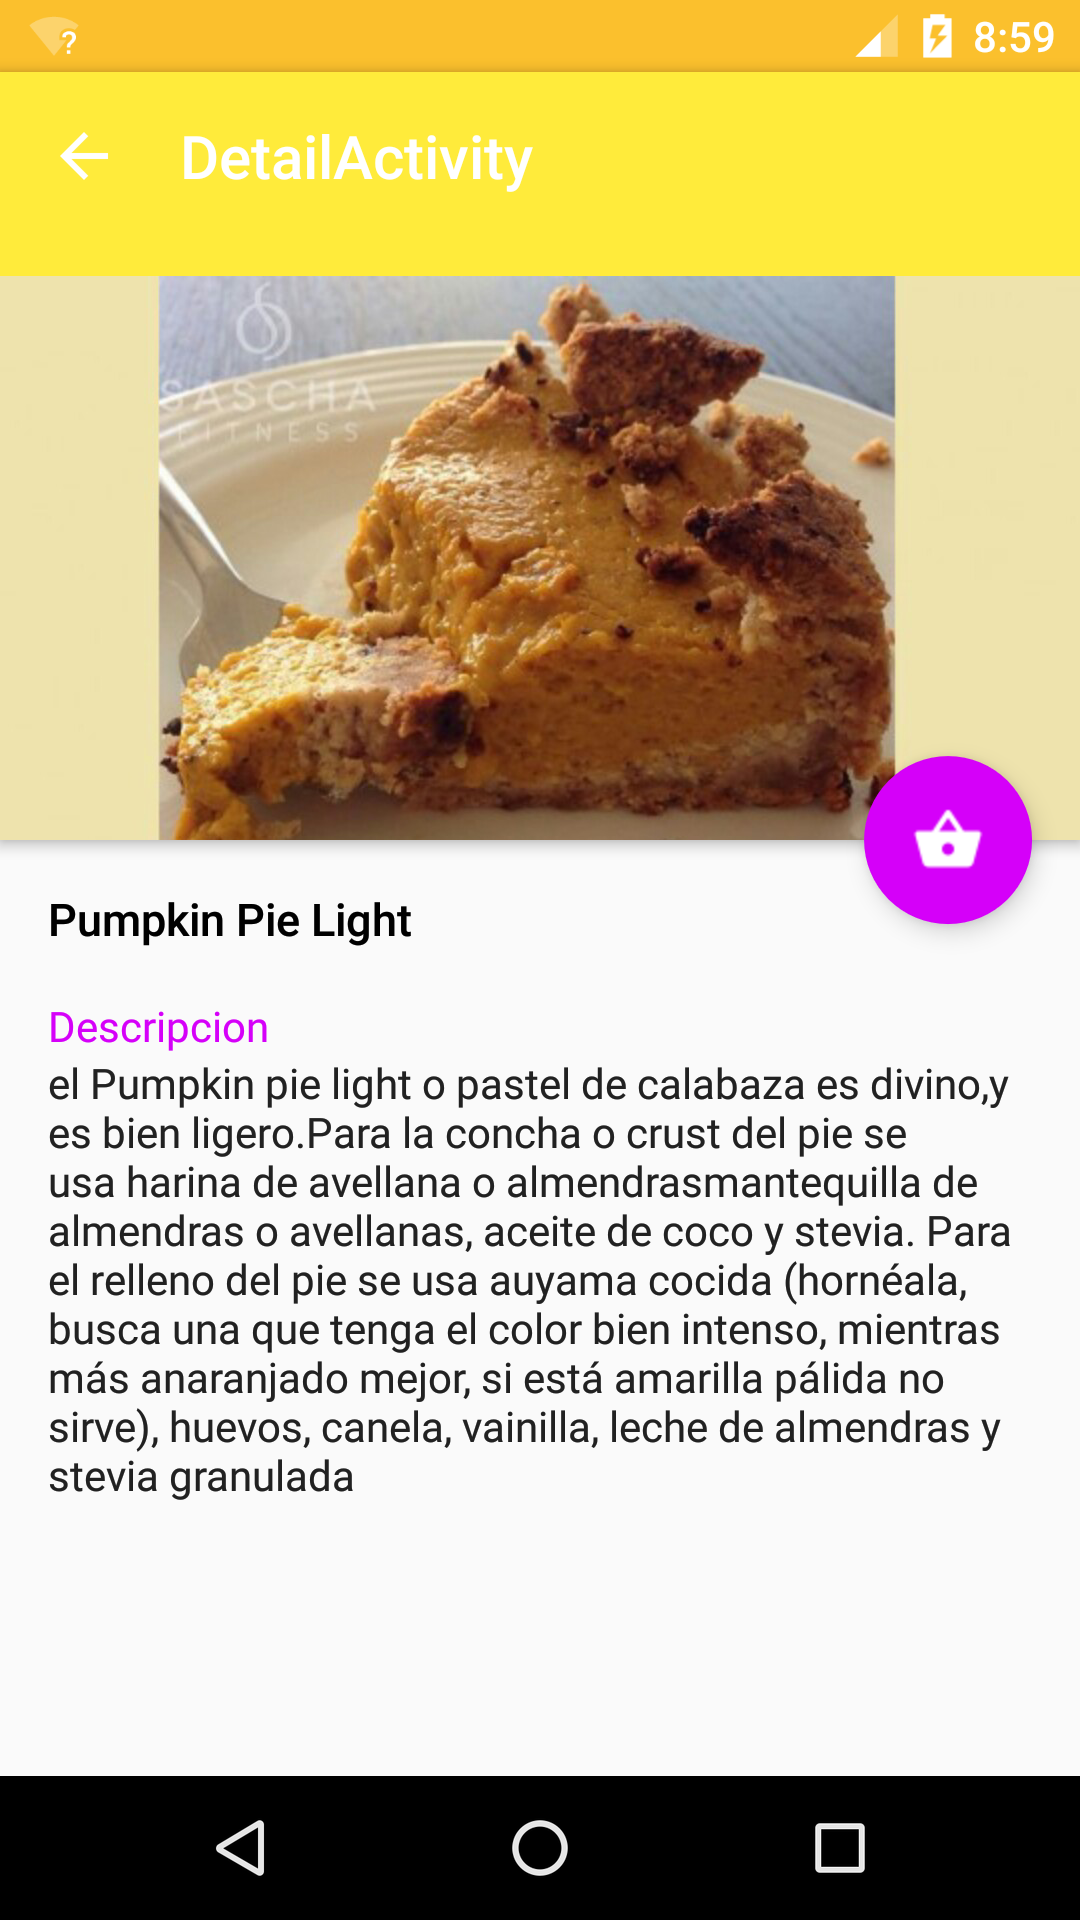 ?
8:59
DetailActivity
SASCHA
FITNESS
Pumpkin Pie Light
Descripcion
el Pumpkin pie light o pastel de calabaza es divino,y
es bien ligero.Para la concha o crust del pie se
usa harina de avellana o almendrasmantequilla de
almendras o avellanas, aceite de coco y stevia. Para
el relleno del pie se usa auyama cocida (hornéala,
busca una que tenga el color bien intenso, mientras
más anaranjado mejor, si está amarilla pálida no
sirve), huevos, canela, vainilla, leche de almendras y
stevia granulada